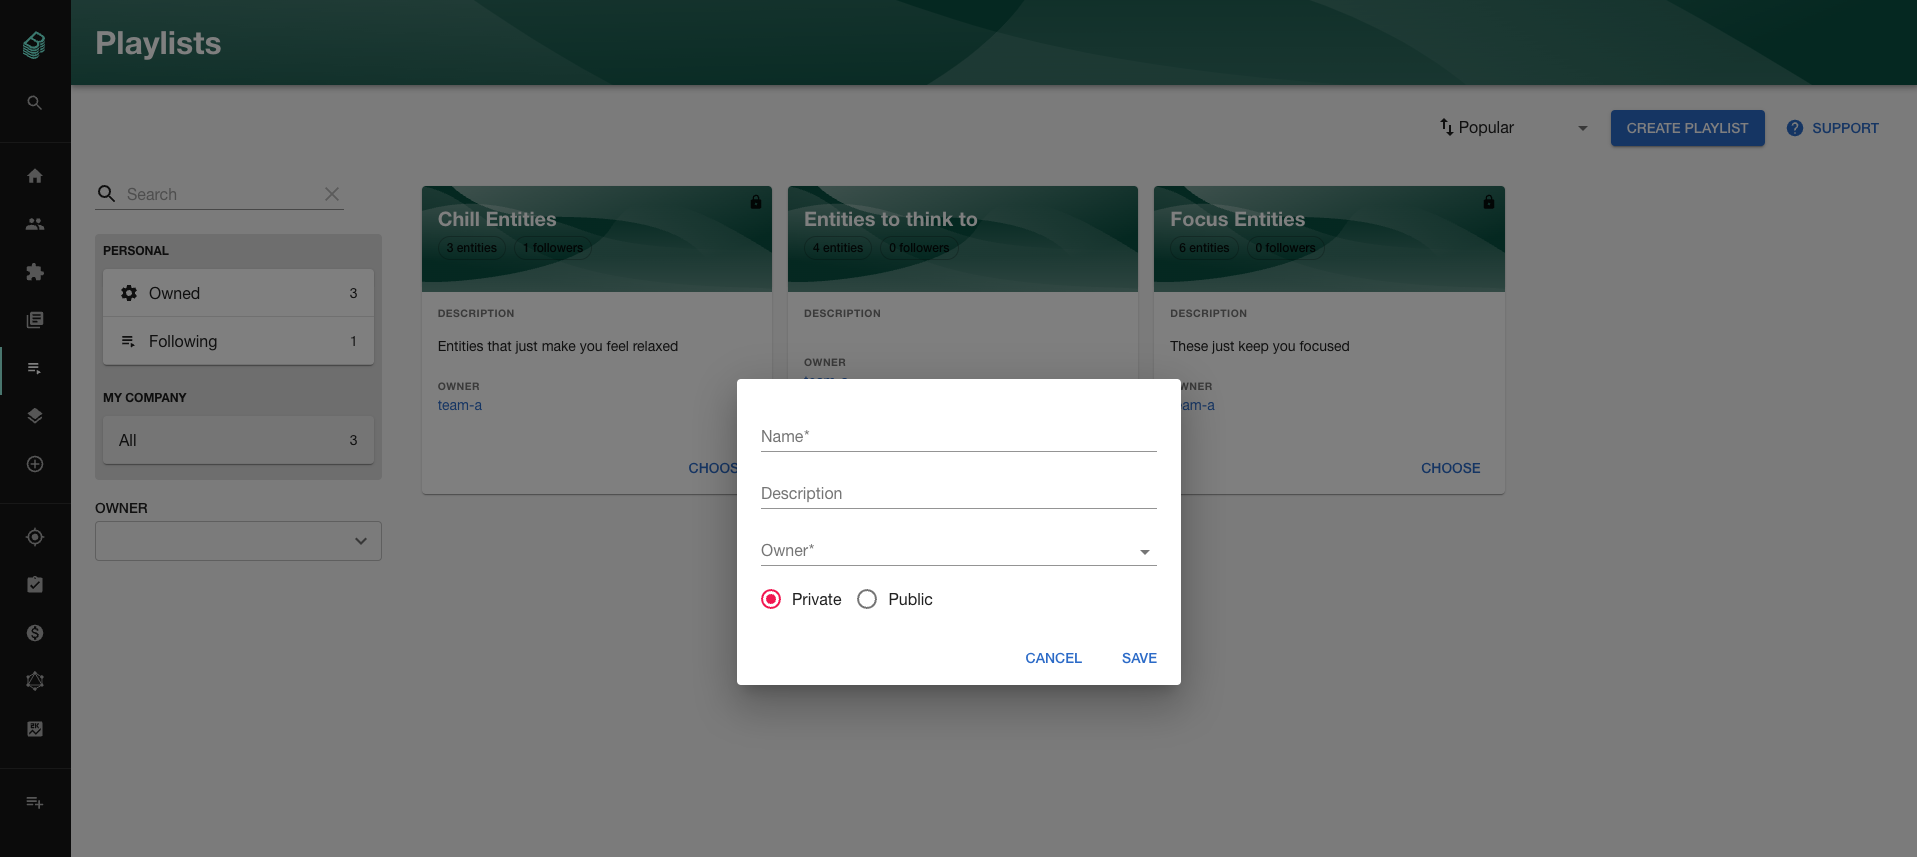 Playlists
Popular
CREATE PLAYLIST
SUPPORT
Search
PERSONAL
Owned 3
Following 1
MY COMPANY
All 3
OWNER
Chill Entities
3 entities 1 followers
DESCRIPTION
Entities that just make you feel relaxed
OWNER
team-a
CHOOS
Entities to think to
4 entities 0 followers
DESCRIPTION
OWNER
team-a
Focus Entities
6 entities 0 followers
DESCRIPTION
These just keep you focused
WNER
am-a
CHOOSE
Name*
Description
Owner*
Private Public
CANCEL SAVE